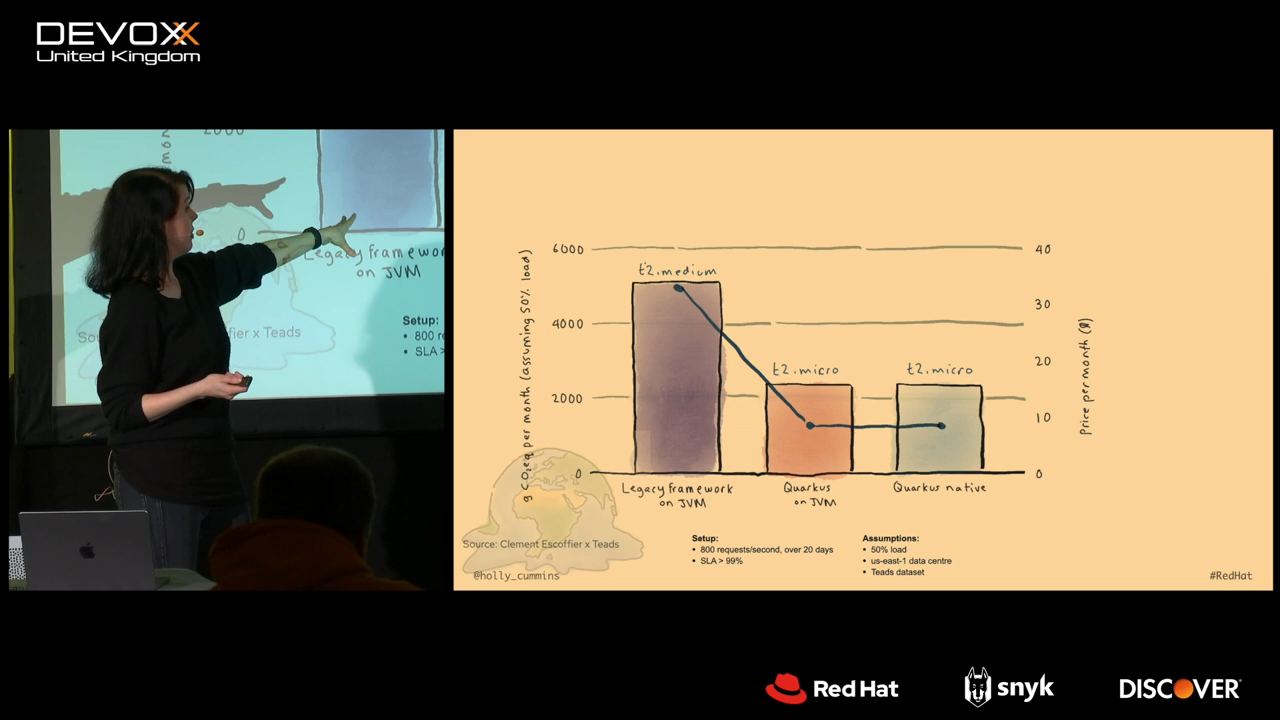 DEVOXX
United Kingdom
2000
0
Legacy framework
on JVM
Setup:
• 800 re
• SLA >
fier x Teads
g CO2eq per month (assuming 50% load)
6000
4000
2000
0
t2.medium
t2.micro
t2.micro
40
30
20
10
0
Price per month ($)
Legacy framework
on JVM
Quarkus
on JVM
Quarkus native
Source: Clement Escoffier x Teads
@holly_cummins
Setup:
• 800 requests/second, over 20 days
• SLA > 99%
Assumptions:
• 50% load
• us-east-1 data centre
• Teads dataset
#RedHat
Red Hat
snyk
DISCOVER